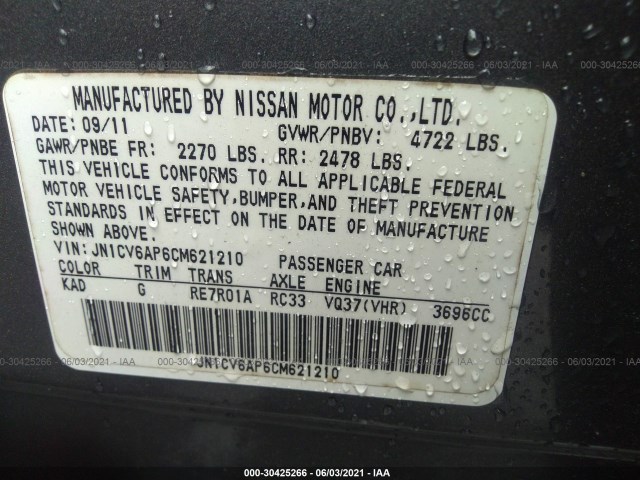 MANUFACTURED BY NISSAN MOTOR CO.,LTD.
DATE: 09/11 GVWR/PNBV: 4722 LBS.
GAWR/PNBE FR: 2270 LBS. RR: 2478 LBS.
THIS VEHICLE CONFORMS TO ALL APPLICABLE FEDERAL
MOTOR VEHICLE SAFETY, BUMPER, AND THEFT PREVENTION
STANDARDS IN EFFECT ON THE DATE OF MANUFACTURE
SHOWN ABOVE.
VIN: JN1CV6AP6CM621210 PASSENGER CAR
COLOR TRIM TRANS AXLE ENGINE
KAD G RE7R01A RC33 VQ37(VHR) 3696CC
JN1CV6AP6CM621210
000-30425266 - 06/03/2021 - IAA